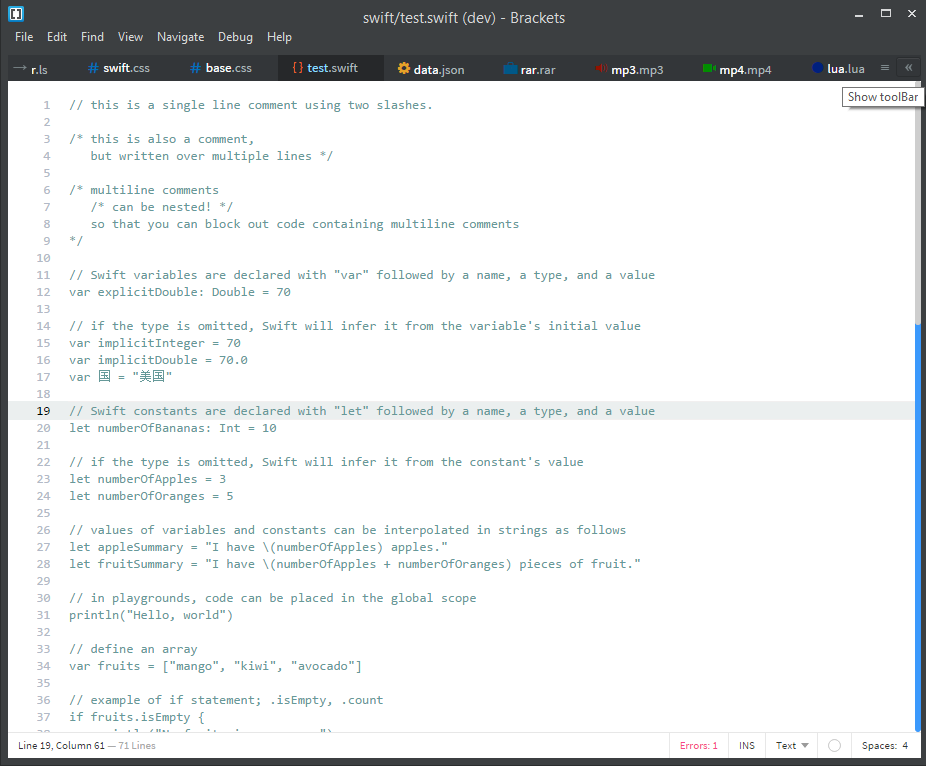 swift/test.swift (dev) - Brackets
File Edit Find View Navigate Debug Help
r.ls swift.css base.css {} test.swift data.json rar.rar mp3.mp3 mp4.mp4 lua.lua
Show toolBar
1 // this is a single line comment using two slashes.
2
3 /* this is also a comment,
4 but written over multiple lines */
5
6 /* multiline comments
7 /* can be nested! */
8 so that you can block out code containing multiline comments
9 */
10
11 // Swift variables are declared with "var" followed by a name, a type, and a value
12 var explicitDouble: Double = 70
13
14 // if the type is omitted, Swift will infer it from the variable's initial value
15 var implicitInteger = 70
16 var implicitDouble = 70.0
17 var 国 = "美国"
18
19 // Swift constants are declared with "let" followed by a name, a type, and a value
20 let numberOfBananas: Int = 10
21
22 // if the type is omitted, Swift will infer it from the constant's value
23 let numberOfApples = 3
24 let numberOfOranges = 5
25
26 // values of variables and constants can be interpolated in strings as follows
27 let appleSummary = "I have \(numberOfApples) apples."
28 let fruitSummary = "I have \(numberOfApples + numberOfOranges) pieces of fruit."
29
30 // in playgrounds, code can be placed in the global scope
31 println("Hello, world")
32
33 // define an array
34 var fruits = ["mango", "kiwi", "avocado"]
35
36 // example of if statement; .isEmpty, .count
37 if fruits.isEmpty {
Line 19, Column 61 — 71 Lines Errors: 1 INS Text Spaces: 4